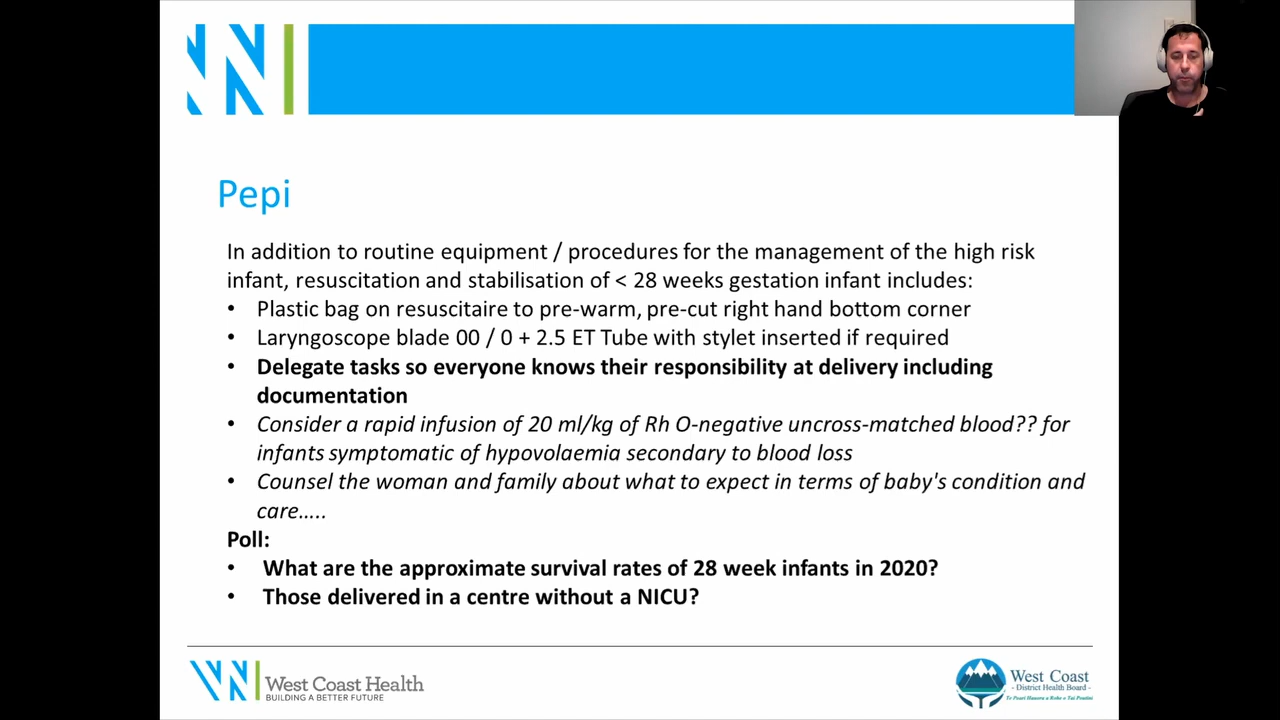 Pepi
In addition to routine equipment / procedures for the management of the high risk
infant, resuscitation and stabilisation of < 28 weeks gestation infant includes:
• Plastic bag on resuscitaire to pre-warm, pre-cut right hand bottom corner
• Laryngoscope blade 00 / 0 + 2.5 ET Tube with stylet inserted if required
• Delegate tasks so everyone knows their responsibility at delivery including
documentation
• Consider a rapid infusion of 20 ml/kg of Rh O-negative uncross-matched blood?? for
infants symptomatic of hypovolaemia secondary to blood loss
• Counsel the woman and family about what to expect in terms of baby's condition and
care…..
Poll:
• What are the approximate survival rates of 28 week infants in 2020?
• Those delivered in a centre without a NICU?
West Coast Health
BUILDING A BETTER FUTURE
West Coast
- District Health Board -
Te Poari Hauora a Rohe o Tai Poutini